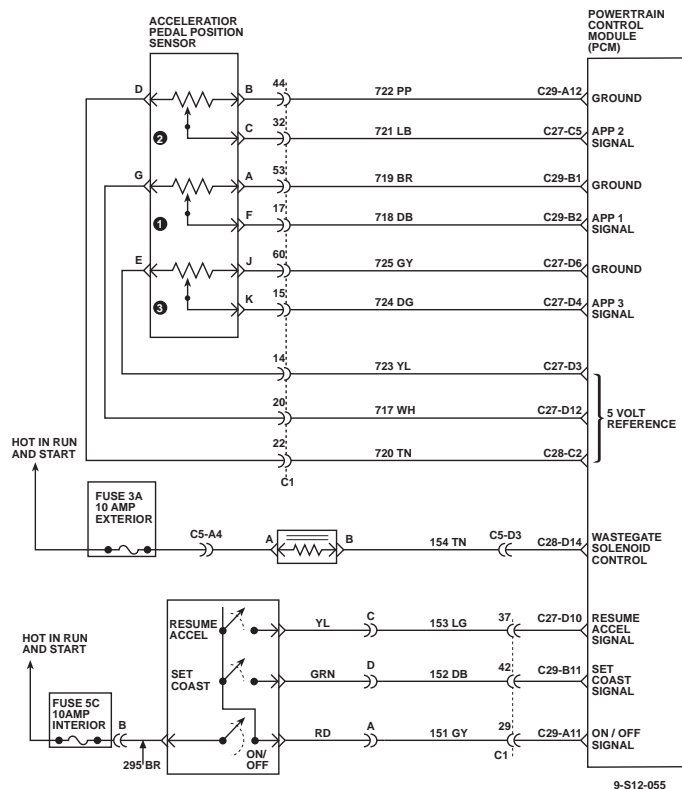 ACCELERATIOR
PEDAL POSITION
SENSOR
POWERTRAIN
CONTROL
MODULE
(PCM)
D
B
44
722 PP
C29-A12
GROUND
2
C
32
721 LB
C27-C5
APP 2
SIGNAL
G
A
53
719 BR
C29-B1
GROUND
1
F
17
718 DB
C29-B2
APP 1
SIGNAL
E
J
60
725 GY
C27-D6
GROUND
3
K
15
724 DG
C27-D4
APP 3
SIGNAL
14
723 YL
C27-D3
20
717 WH
C27-D12
5 VOLT
REFERENCE
22
720 TN
C28-C2
C1
HOT IN RUN
AND START
FUSE 3A
10 AMP
EXTERIOR
C5-A4
A
B
154 TN
C5-D3
C28-D14
WASTEGATE
SOLENOID
CONTROL
RESUME
ACCEL
YL
C
153 LG
37
C27-D10
RESUME
ACCEL
SIGNAL
HOT IN RUN
AND START
SET
COAST
GRN
D
152 DB
42
C29-B11
SET
COAST
SIGNAL
FUSE 5C
10AMP
INTERIOR
B
295 BR
ON/
OFF
RD
A
151 GY
29
C1
C29-A11
ON / OFF
SIGNAL
9-S12-055